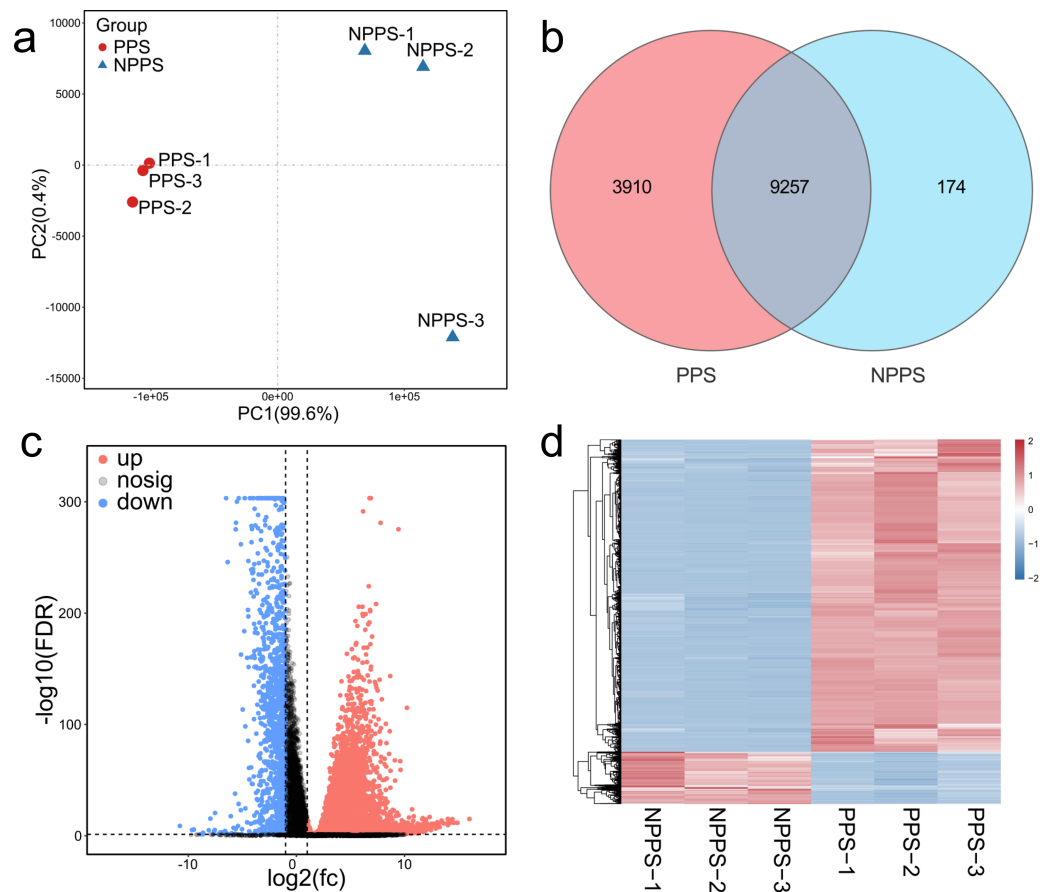 a
Group
PPS
NPPS
10000
5000
0
-5000
-10000
-15000
PC2(0.4%)
NPPS-1
NPPS-2
PPS-1
PPS-3
PPS-2
NPPS-3
-1e+05
0e+00
1e+05
PC1(99.6%)
b
3910
9257
174
PPS
NPPS
c
up
nosig
down
300
200
100
0
-log10(FDR)
-10
0
10
log2(fc)
d
2
1
0
−1
−2
NPPS−1
NPPS−2
NPPS−3
PPS−1
PPS−2
PPS−3